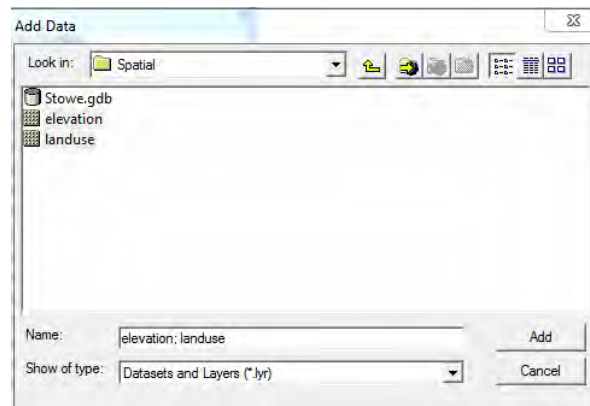 Add Data
Look in: Spatial
Stowe.gdb
elevation
landuse
Name: elevation; landuse Add
Show of type: Datasets and Layers (*.lyr) Cancel